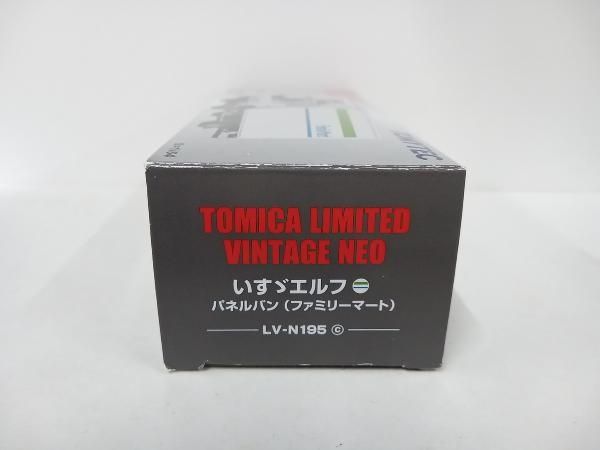 TOMICA LIMITED
VINTAGE NEO
いすゞエルフ
パネルバン（ファミリーマート）
LV-N195 ⓒ